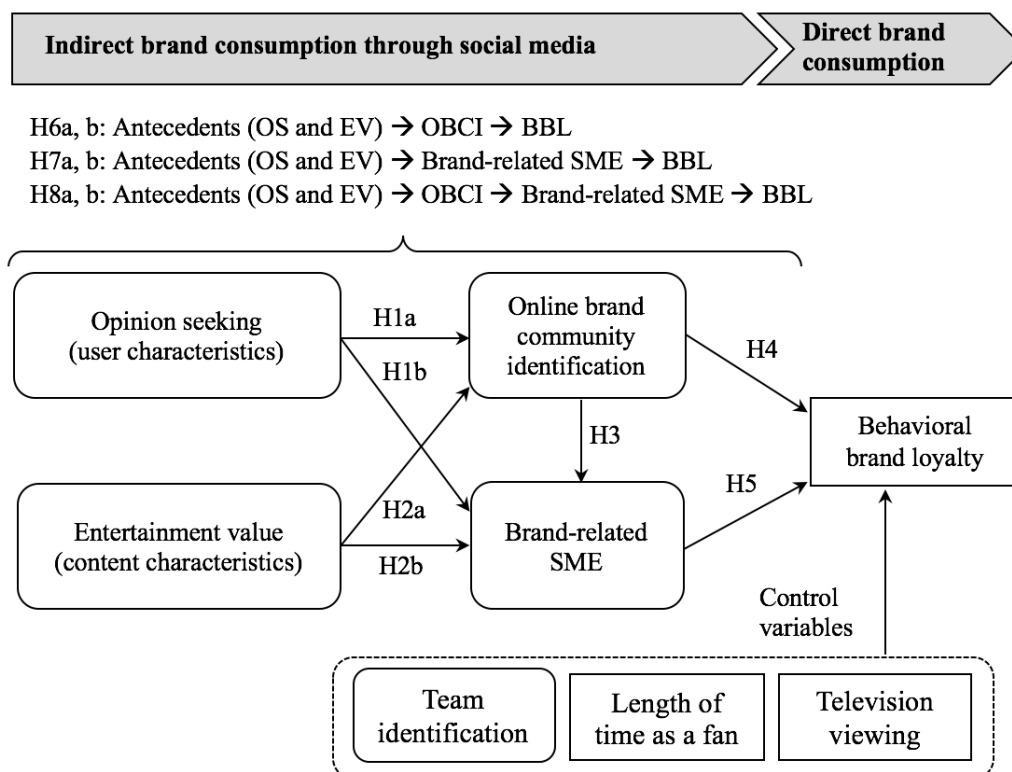 Indirect brand consumption through social media
Direct brand
consumption
H6a, b: Antecedents (OS and EV) → OBCI → BBL
H7a, b: Antecedents (OS and EV) → Brand-related SME → BBL
H8a, b: Antecedents (OS and EV) → OBCI → Brand-related SME → BBL
Opinion seeking
(user characteristics)
H1a
H1b
Online brand
community
identification
H4
H3
Behavioral
brand loyalty
Entertainment value
(content characteristics)
H2a
H2b
Brand-related
SME
H5
Control
variables
Team
identification
Length of
time as a fan
Television
viewing